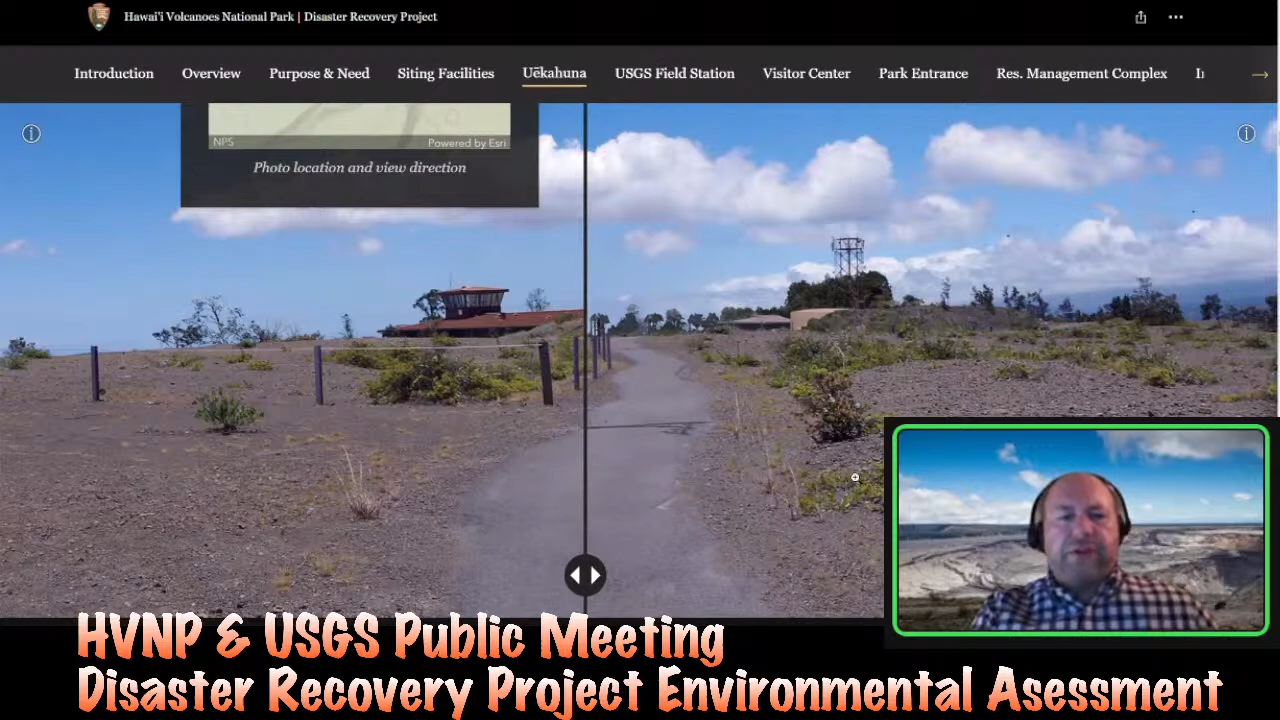 Hawai'i Volcanoes National Park | Disaster Recovery Project
Introduction Overview Purpose & Need Siting Facilities Uēkahuna USGS Field Station Visitor Center Park Entrance Res. Management Complex
NPS Powered by Esri
Photo location and view direction
HVNP & USGS Public Meeting
Disaster Recovery Project Environmental Asessment